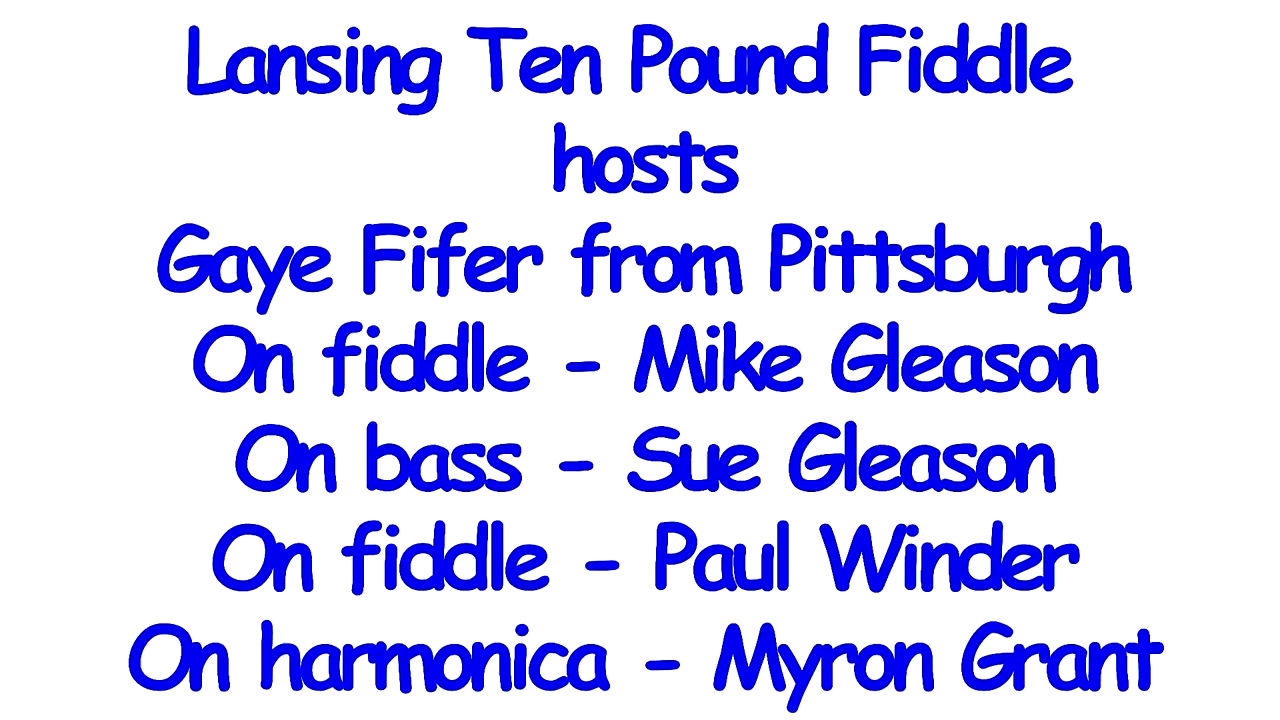 Lansing Ten Pound Fiddle
hosts
Gaye Fifer from Pittsburgh
On fiddle - Mike Gleason
On bass - Sue Gleason
On fiddle - Paul Winder
On harmonica - Myron Grant